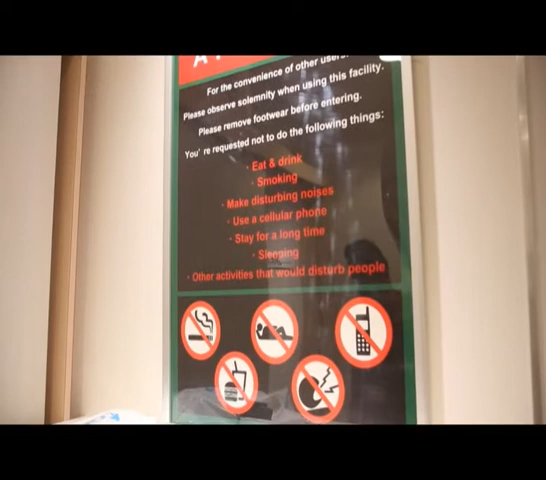 For the convenience of other users.
Please observe solemnity when using this facility.
Please remove footwear before entering.
You' re requested not to do the following things:
· Eat & drink
· Smoking
· Make disturbing noises
· Use a cellular phone
· Stay for a long time
· Sleeping
· Other activities that would disturb people